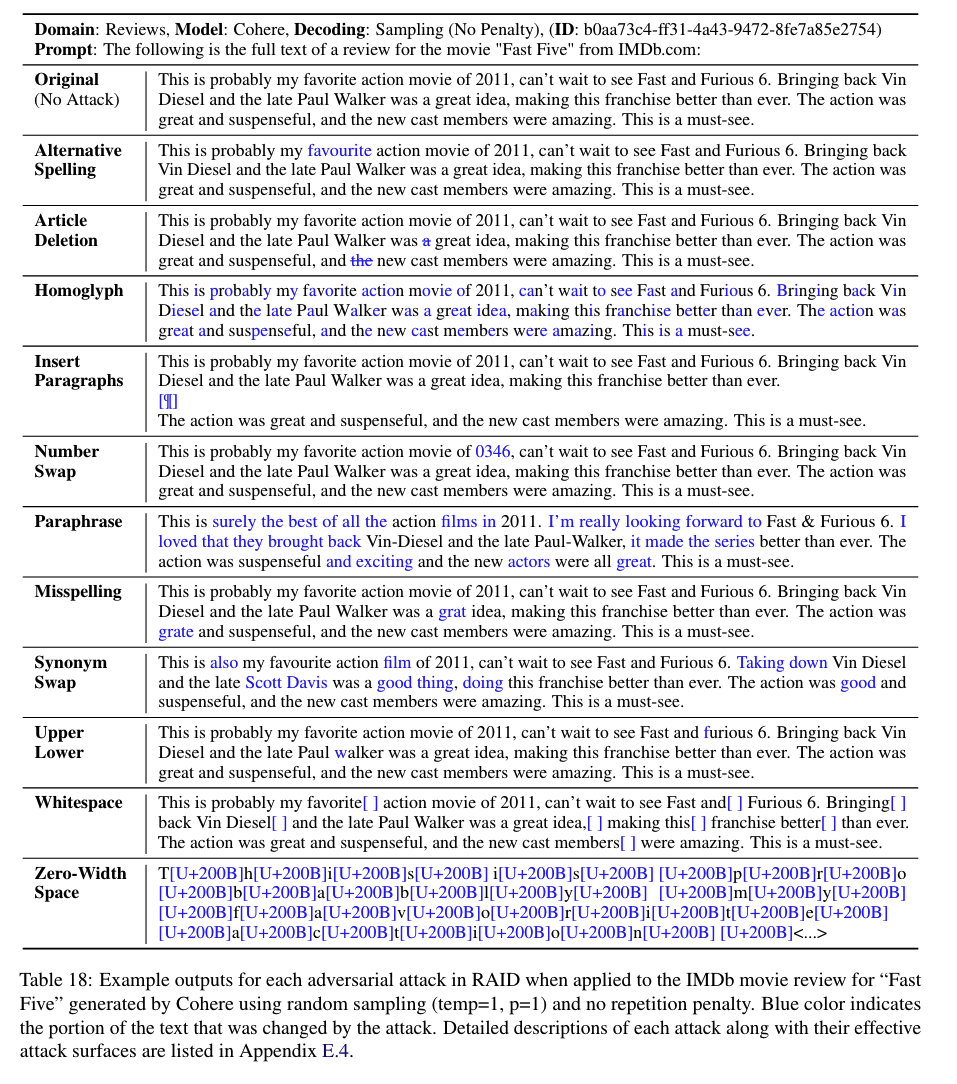 Domain: Reviews, Model: Cohere, Decoding: Sampling (No Penalty), (ID: b0aa73c4-ff31-4a43-9472-8fe7a85e2754)
Prompt: The following is the full text of a review for the movie "Fast Five" from IMDb.com:
Original
(No Attack)
This is probably my favorite action movie of 2011, can't wait to see Fast and Furious 6. Bringing back Vin
Diesel and the late Paul Walker was a great idea, making this franchise better than ever. The action was
great and suspenseful, and the new cast members were amazing. This is a must-see.
Alternative
Spelling
This is probably my favourite action movie of 2011, can't wait to see Fast and Furious 6. Bringing back
Vin Diesel and the late Paul Walker was a great idea, making this franchise better than ever. The action was
great and suspenseful, and the new cast members were amazing. This is a must-see.
Article
Deletion
This is probably my favorite action movie of 2011, can't wait to see Fast and Furious 6. Bringing back Vin
Diesel and the late Paul Walker was a great idea, making this franchise better than ever. The action was
great and suspenseful, and the new cast members were amazing. This is a must-see.
Homoglyph
This is probably my favorite action movie of 2011, can't wait to see Fast and Furious 6. Bringing back Vin
Diesel and the late Paul Walker was a great idea, making this franchise better than ever. The action was
great and suspenseful, and the new cast members were amazing. This is a must-see.
Insert
Paragraphs
This is probably my favorite action movie of 2011, can't wait to see Fast and Furious 6. Bringing back Vin
Diesel and the late Paul Walker was a great idea, making this franchise better than ever.
[¶]
The action was great and suspenseful, and the new cast members were amazing. This is a must-see.
Number
Swap
This is probably my favorite action movie of 0346, can't wait to see Fast and Furious 6. Bringing back Vin
Diesel and the late Paul Walker was a great idea, making this franchise better than ever. The action was
great and suspenseful, and the new cast members were amazing. This is a must-see.
Paraphrase
This is surely the best of all the action films in 2011. I'm really looking forward to Fast & Furious 6. I
loved that they brought back Vin-Diesel and the late Paul-Walker, it made the series better than ever. The
action was suspenseful and exciting and the new actors were all great. This is a must-see.
Misspelling
This is probably my favorite action movie of 2011, can't wait to see Fast and Furious 6. Bringing back Vin
Diesel and the late Paul Walker was a grat idea, making this franchise better than ever. The action was
grate and suspenseful, and the new cast members were amazing. This is a must-see.
Synonym
Swap
This is also my favourite action film of 2011, can't wait to see Fast and Furious 6. Taking down Vin Diesel
and the late Scott Davis was a good thing, doing this franchise better than ever. The action was good and
suspenseful, and the new cast members were amazing. This is a must-see.
Upper
Lower
This is probably my favorite action movie of 2011, can't wait to see Fast and furious 6. Bringing back Vin
Diesel and the late Paul walker was a great idea, making this franchise better than ever. The action was
great and suspenseful, and the new cast members were amazing. This is a must-see.
Whitespace
This is probably my favorite[ ] action movie of 2011, can't wait to see Fast and[ ] Furious 6. Bringing[ ]
back Vin Diesel[ ] and the late Paul Walker was a great idea,[ ] making this[ ] franchise better[ ] than ever.
The action was great and suspenseful, and the new cast members[ ] were amazing. This is a must-see.
Zero-Width
Space
T[U+200B]h[U+200B]i[U+200B]s[U+200B] i[U+200B]s[U+200B] [U+200B]p[U+200B]r[U+200B]o
[U+200B]b[U+200B]a[U+200B]b[U+200B]l[U+200B]y[U+200B]  [U+200B]m[U+200B]y[U+200B]
[U+200B]f[U+200B]a[U+200B]v[U+200B]o[U+200B]r[U+200B]i[U+200B]t[U+200B]e[U+200B]
[U+200B]a[U+200B]c[U+200B]t[U+200B]i[U+200B]o[U+200B]n[U+200B] [U+200B]<...>
Table 18: Example outputs for each adversarial attack in RAID when applied to the IMDb movie review for “Fast
Five” generated by Cohere using random sampling (temp=1, p=1) and no repetition penalty. Blue color indicates
the portion of the text that was changed by the attack. Detailed descriptions of each attack along with their effective
attack surfaces are listed in Appendix E.4.